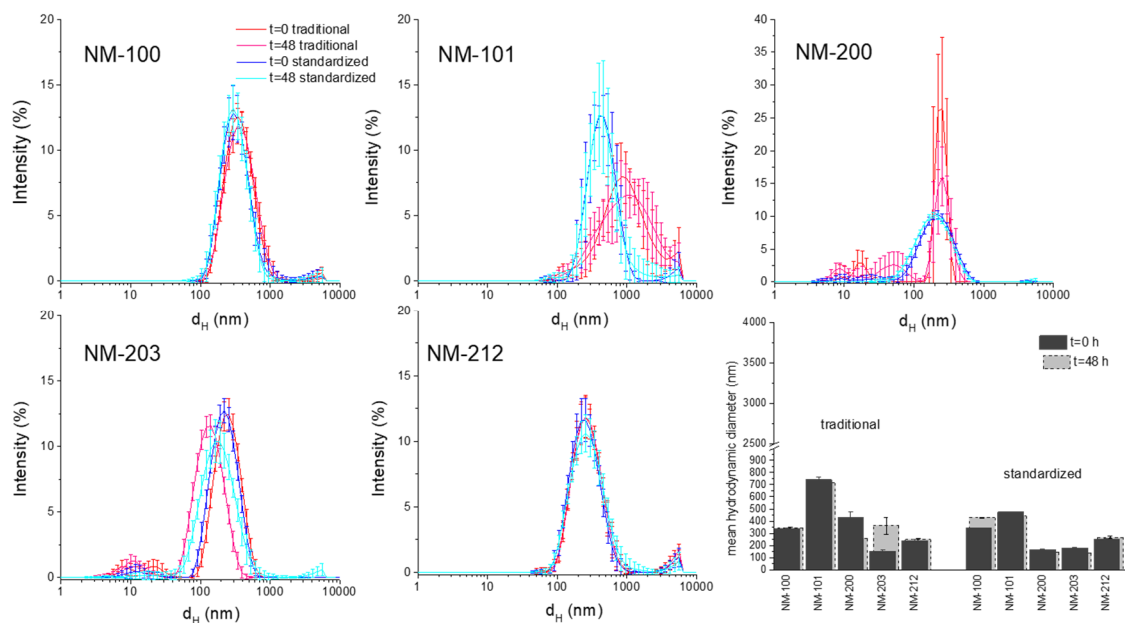 NM-100
t=0 traditional
t=48 traditional
t=0 standardized
t=48 standardized
Intensity (%)
20
15
10
5
0
1
10
100
1000
10000
dH (nm)
NM-101
Intensity (%)
20
15
10
5
0
1
10
100
1000
10000
dH (nm)
NM-200
Intensity (%)
40
35
30
25
20
15
10
5
0
1
10
100
1000
10000
dH (nm)
NM-203
Intensity (%)
20
15
10
5
0
1
10
100
1000
10000
dH (nm)
NM-212
Intensity (%)
20
15
10
5
0
1
10
100
1000
10000
dH (nm)
t=0 h
t=48 h
traditional
standardized
mean hydrodynamic diameter (nm)
4000
3500
3000
2500
900
800
700
600
500
400
300
200
100
0
NM-100
NM-101
NM-200
NM-203
NM-212
NM-100
NM-101
NM-200
NM-203
NM-212